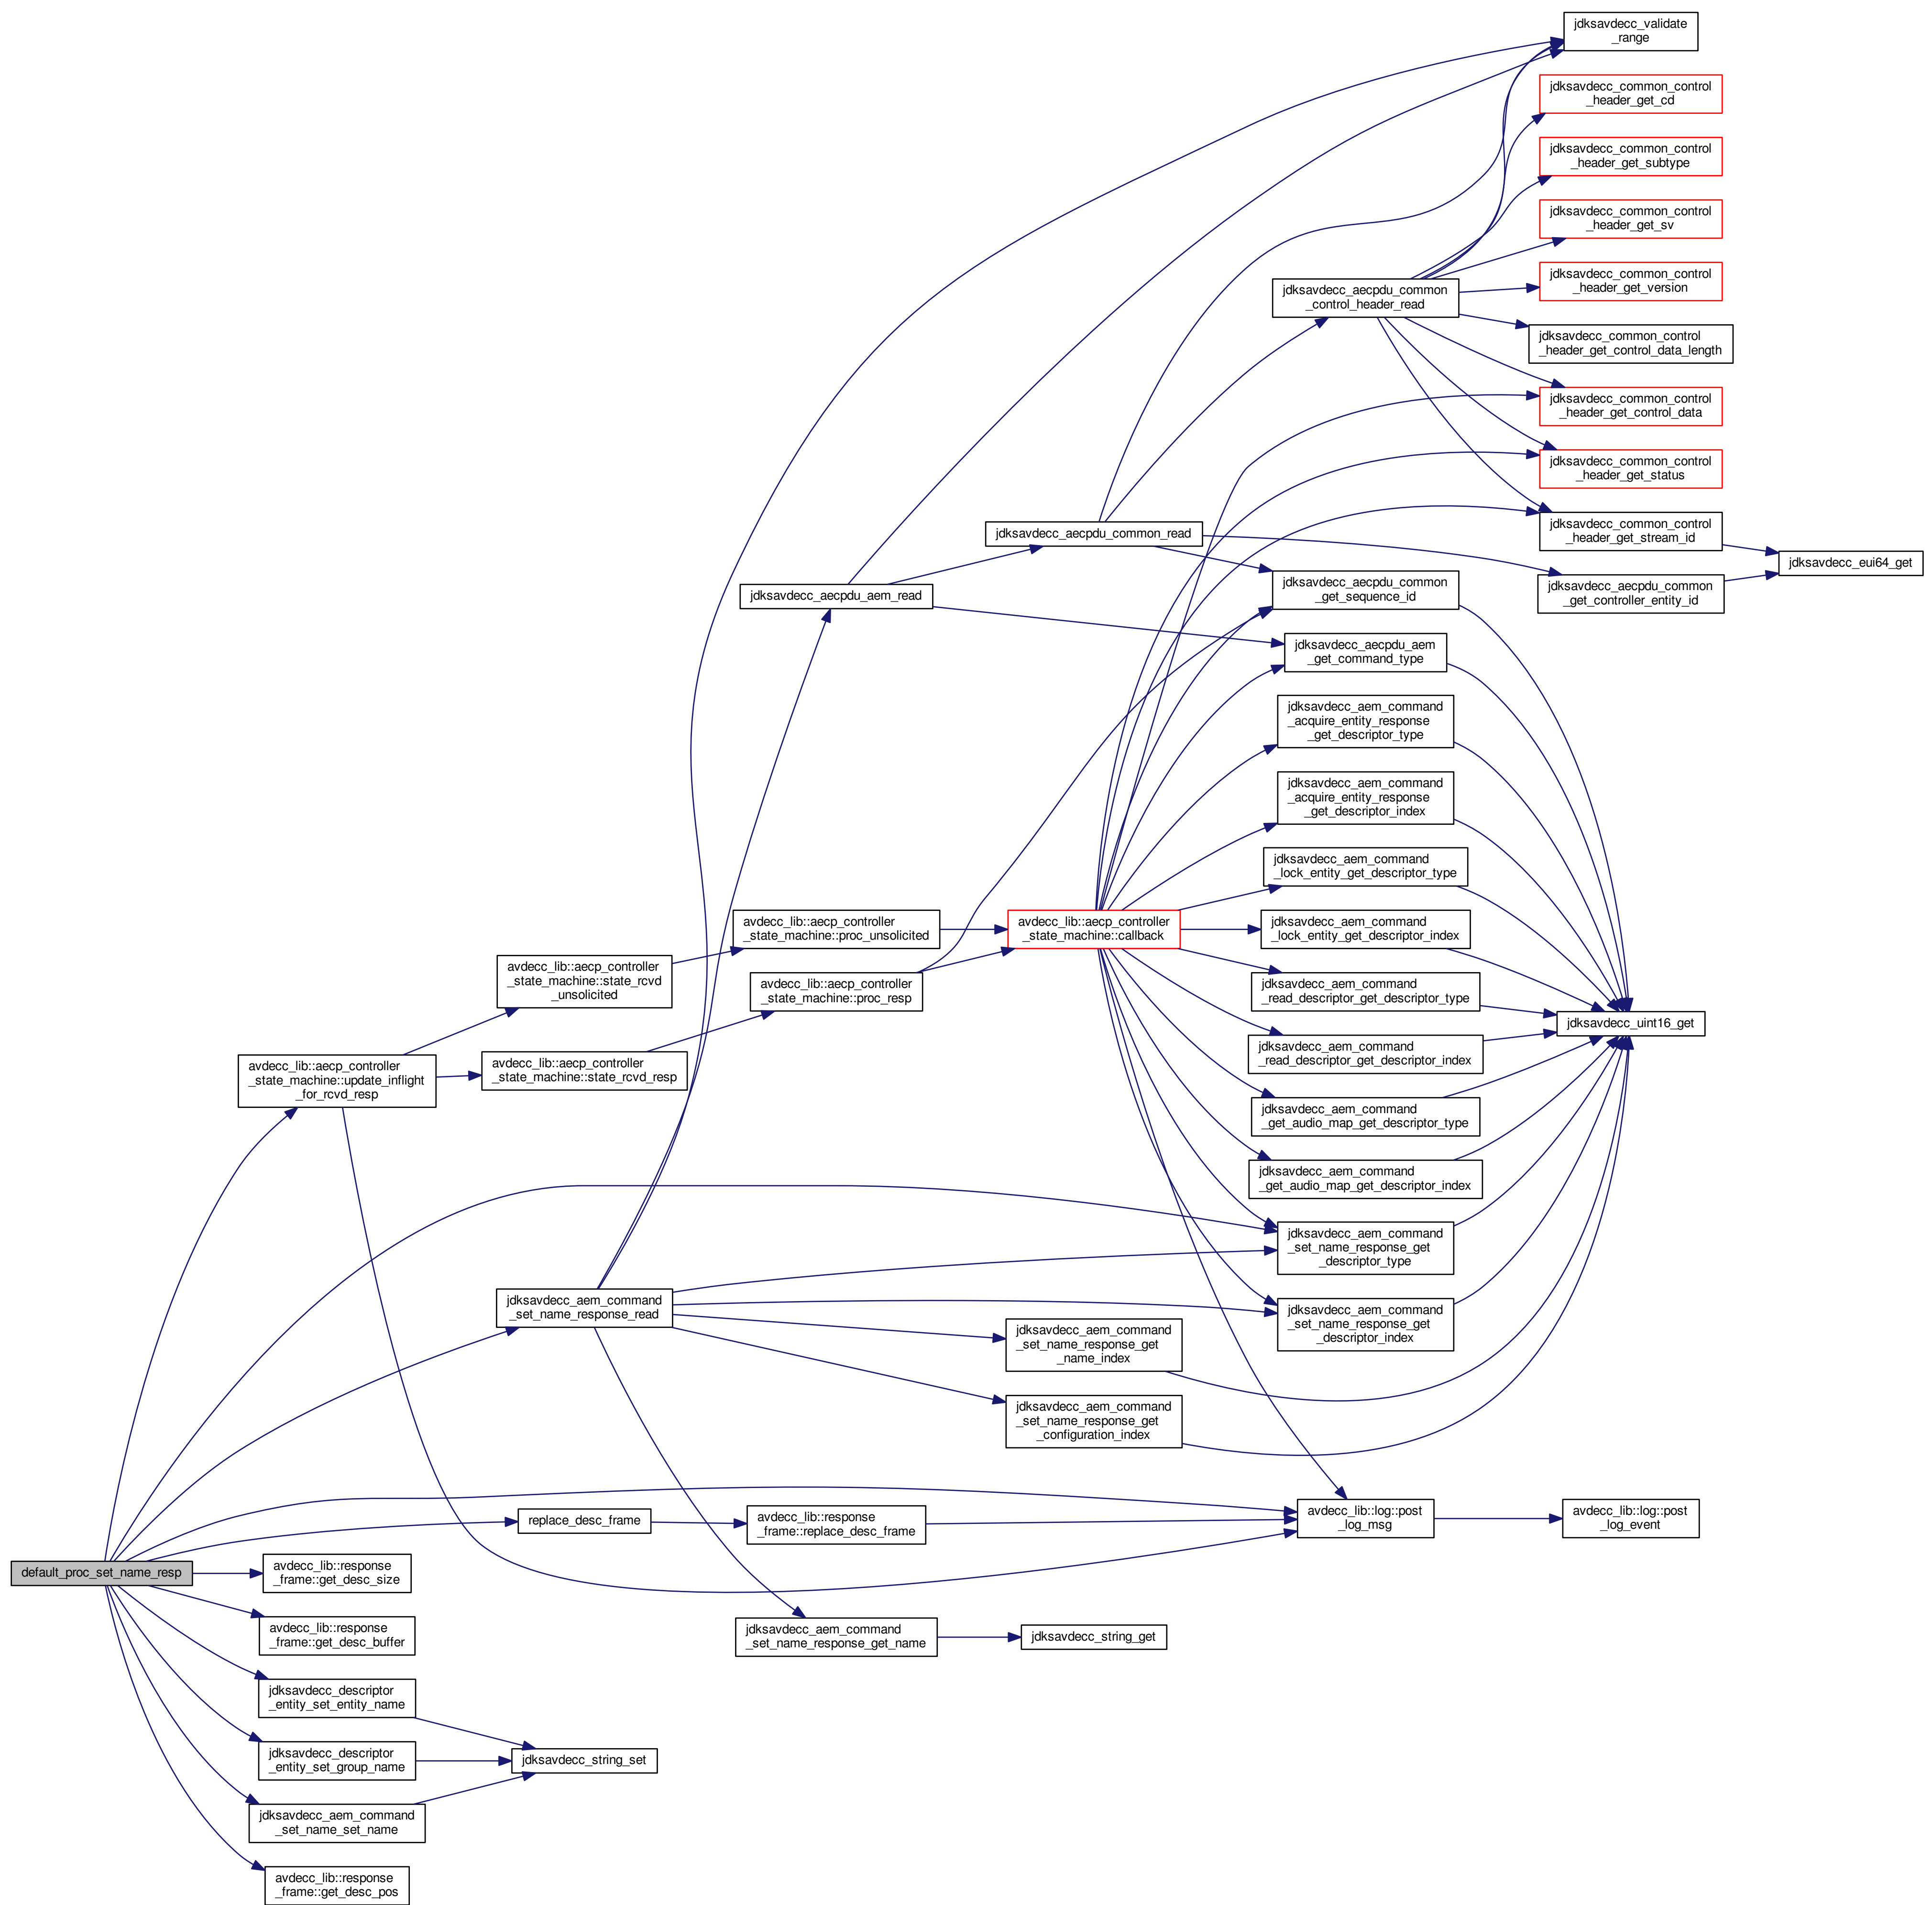 jdksavdecc_validate
_range
jdksavdecc_common_control
_header_get_cd
jdksavdecc_common_control
_header_get_subtype
jdksavdecc_common_control
_header_get_sv
jdksavdecc_aecpdu_common
_control_header_read
jdksavdecc_common_control
_header_get_version
jdksavdecc_common_control
_header_get_control_data_length
jdksavdecc_common_control
_header_get_control_data
jdksavdecc_common_control
_header_get_status
jdksavdecc_aecpdu_common_read
jdksavdecc_common_control
_header_get_stream_id
jdksavdecc_eui64_get
jdksavdecc_aecpdu_aem_read
jdksavdecc_aecpdu_common
_get_sequence_id
jdksavdecc_aecpdu_common
_get_controller_entity_id
jdksavdecc_aecpdu_aem
_get_command_type
jdksavdecc_aem_command
_acquire_entity_response
_get_descriptor_type
jdksavdecc_aem_command
_acquire_entity_response
_get_descriptor_index
jdksavdecc_aem_command
_lock_entity_get_descriptor_type
avdecc_lib::aecp_controller
_state_machine::proc_unsolicited
avdecc_lib::aecp_controller
_state_machine::callback
jdksavdecc_aem_command
_lock_entity_get_descriptor_index
avdecc_lib::aecp_controller
_state_machine::state_rcvd
_unsolicited
avdecc_lib::aecp_controller
_state_machine::proc_resp
jdksavdecc_aem_command
_read_descriptor_get_descriptor_type
jdksavdecc_uint16_get
avdecc_lib::aecp_controller
_state_machine::update_inflight
_for_rcvd_resp
avdecc_lib::aecp_controller
_state_machine::state_rcvd_resp
jdksavdecc_aem_command
_read_descriptor_get_descriptor_index
jdksavdecc_aem_command
_get_audio_map_get_descriptor_type
jdksavdecc_aem_command
_get_audio_map_get_descriptor_index
jdksavdecc_aem_command
_set_name_response_get
_descriptor_type
jdksavdecc_aem_command
_set_name_response_read
jdksavdecc_aem_command
_set_name_response_get
_descriptor_index
jdksavdecc_aem_command
_set_name_response_get
_name_index
jdksavdecc_aem_command
_set_name_response_get
_configuration_index
replace_desc_frame
avdecc_lib::response
_frame::replace_desc_frame
avdecc_lib::log::post
_log_msg
avdecc_lib::log::post
_log_event
default_proc_set_name_resp
avdecc_lib::response
_frame::get_desc_size
avdecc_lib::response
_frame::get_desc_buffer
jdksavdecc_aem_command
_set_name_response_get_name
jdksavdecc_string_get
jdksavdecc_descriptor
_entity_set_entity_name
jdksavdecc_descriptor
_entity_set_group_name
jdksavdecc_string_set
jdksavdecc_aem_command
_set_name_set_name
avdecc_lib::response
_frame::get_desc_pos